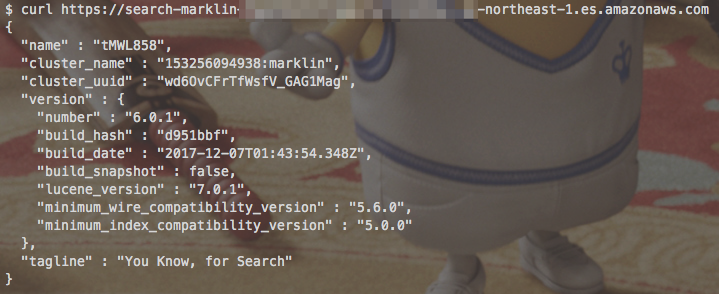 $ curl https://search-marklin- -northeast-1.es.amazonaws.com
{
  "name" : "tMWL858",
  "cluster_name" : "153256094938:marklin",
  "cluster_uuid" : "wd6OvCFrTfWsfV_GAG1Mag",
  "version" : {
    "number" : "6.0.1",
    "build_hash" : "d951bbf",
    "build_date" : "2017-12-07T01:43:54.348Z",
    "build_snapshot" : false,
    "lucene_version" : "7.0.1",
    "minimum_wire_compatibility_version" : "5.6.0",
    "minimum_index_compatibility_version" : "5.0.0"
  },
  "tagline" : "You Know, for Search"
}